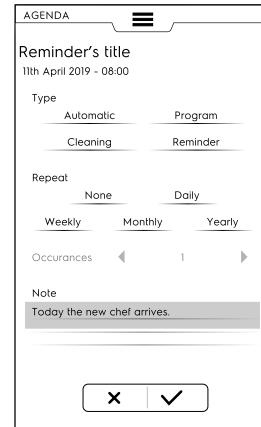 AGENDA
Reminder's title
11th April 2019 - 08:00
Type
Automatic Program
Cleaning Reminder
Repeat
None Daily
Weekly Monthly Yearly
Occurances 1
Note
Today the new chef arrives.